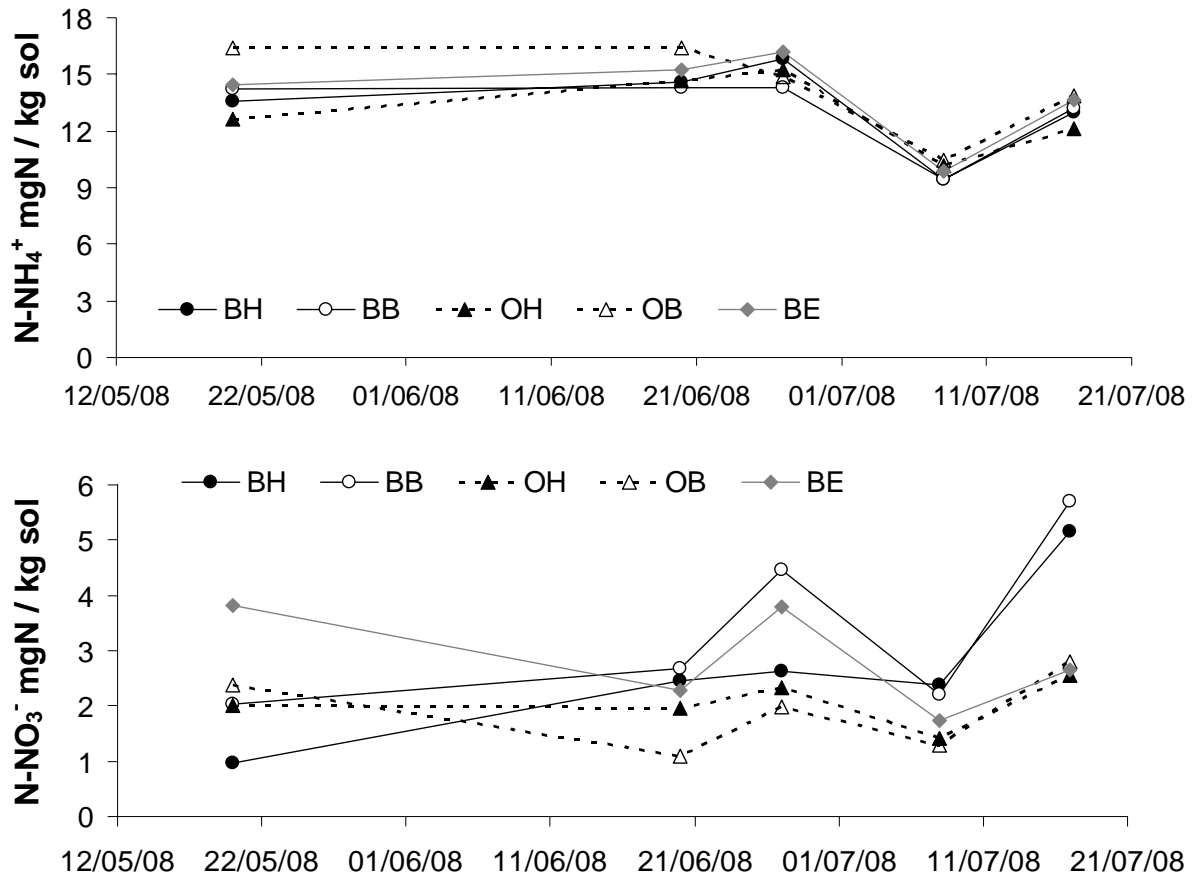 18
15
12
9
6
3
0
N-NH₄⁺ mgN / kg sol
BH BB OH OB BE
12/05/08 22/05/08 01/06/08 11/06/08 21/06/08 01/07/08 11/07/08 21/07/08
BH BB OH OB BE
6
5
4
3
2
1
0
N-NO₃⁻ mgN / kg sol
12/05/08 22/05/08 01/06/08 11/06/08 21/06/08 01/07/08 11/07/08 21/07/08